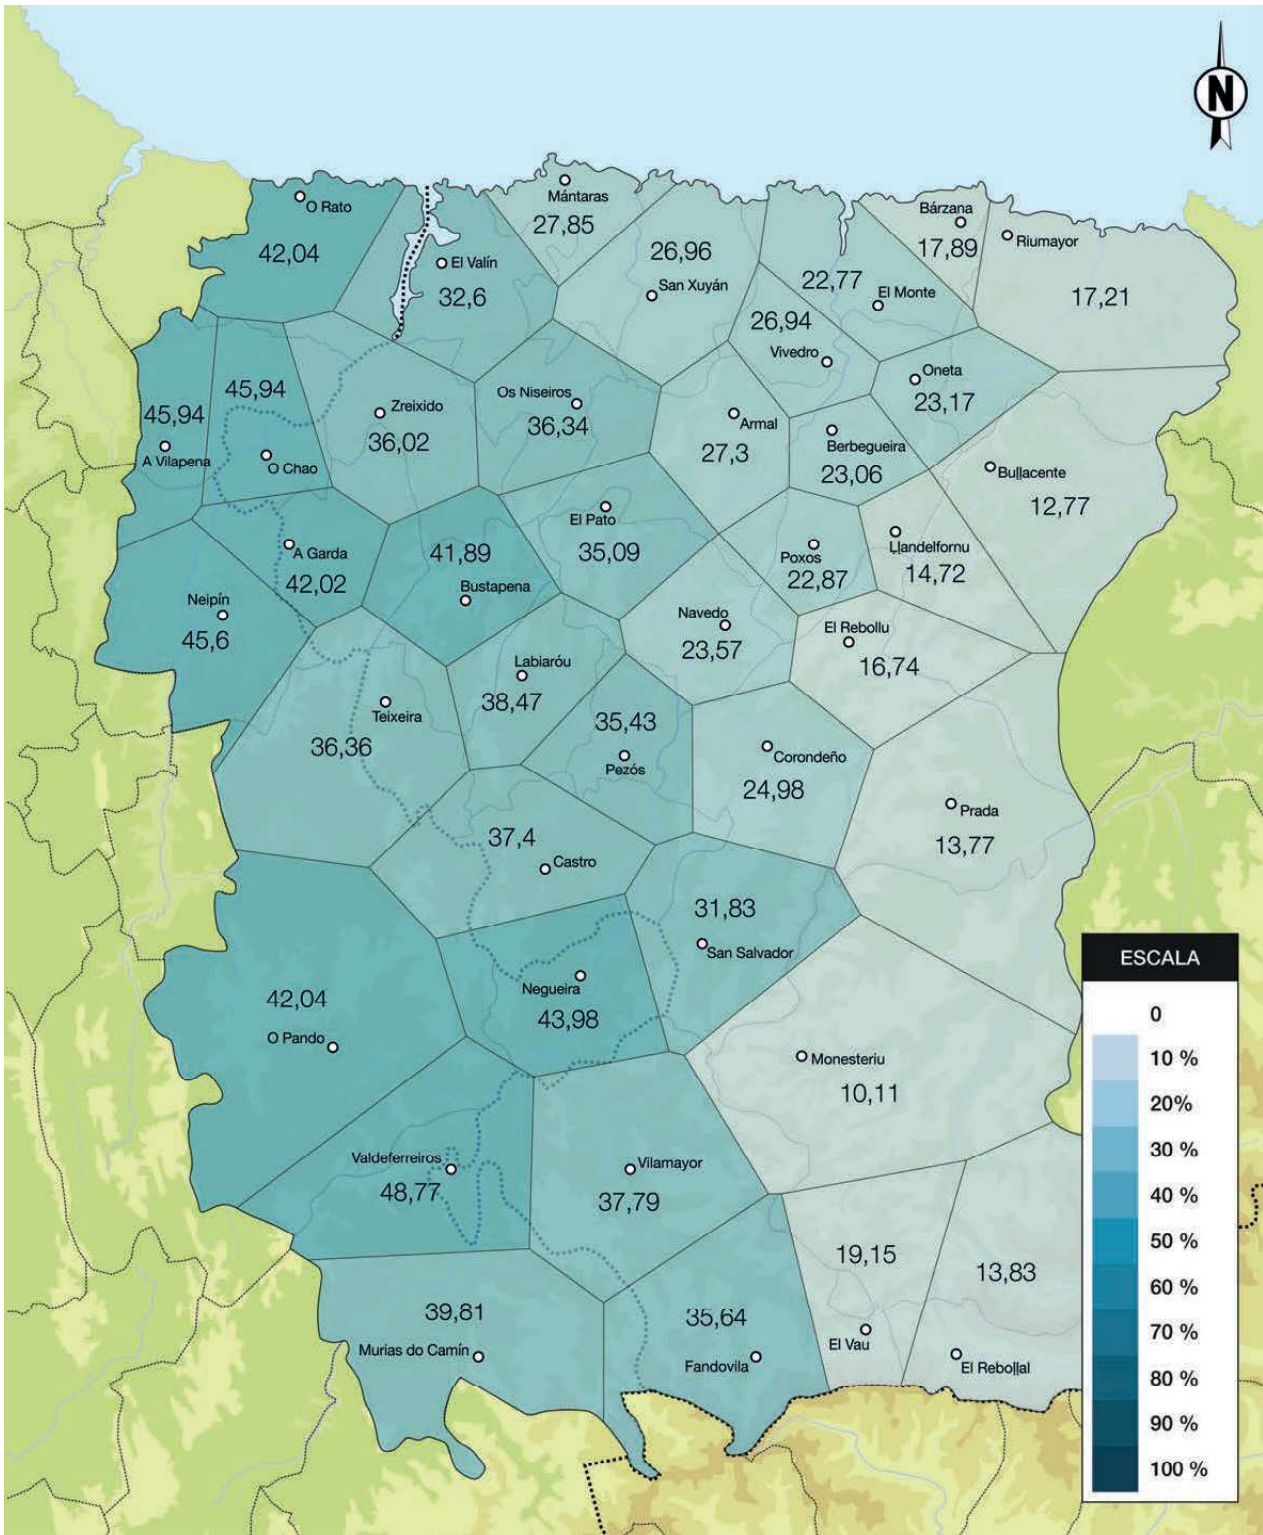 N
O Rato
42,04
El Valín
32,6
Mántaras
27,85
26,96
San Xuyán
22,77
El Monte
Bárzana
17,89
Riumayor
17,21
26,94
Vivedro
Oneta
23,17
45,94
A Vilapena
45,94
O Chao
Zreixido
36,02
Os Niseiros
36,34
Armal
27,3
Berbegueira
23,06
Buḷḷacente
12,77
A Garda
42,02
41,89
Bustapena
El Pato
35,09
Poxos
22,87
Ḷḷandelfornu
14,72
Neipín
45,6
Navedo
23,57
El Rebollu
16,74
Labiaróu
38,47
Teixeira
36,36
35,43
Pezós
Corondeño
24,98
Prada
13,77
37,4
Castro
31,83
San Salvador
42,04
O Pando
Negueira
43,98
Monesteriu
10,11
Valdeferreiros
48,77
Vilamayor
37,79
19,15
El Vau
13,83
El Reboḷḷal
39,81
Murias do Camín
35,64
Fandovila
ESCALA
0
10 %
20%
30 %
40 %
50 %
60 %
70 %
80 %
90 %
100 %